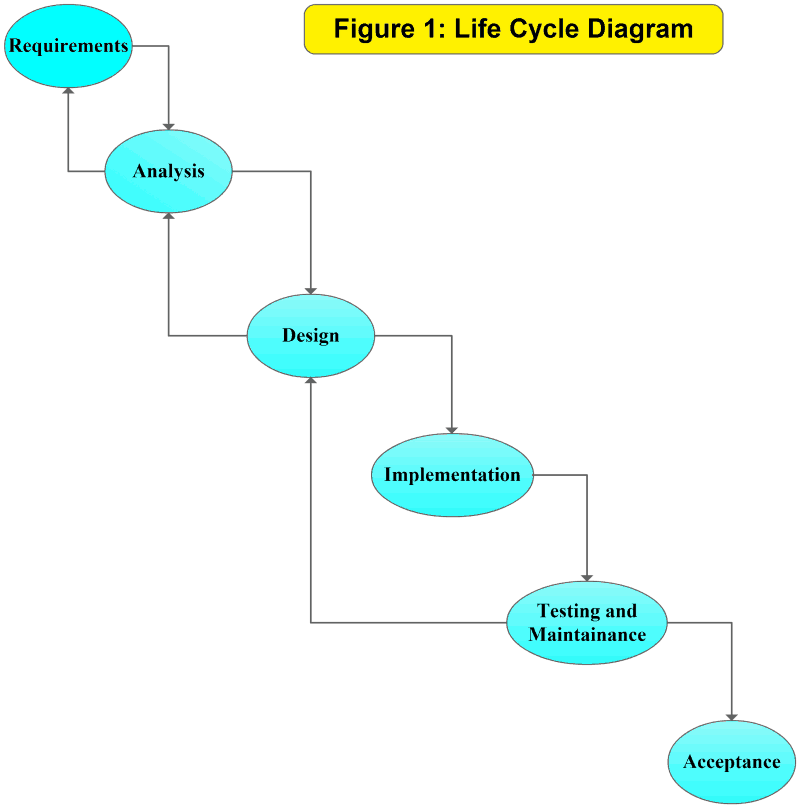 Figure 1: Life Cycle Diagram
Requirements
Analysis
Design
Implementation
Testing and
Maintainance
Acceptance